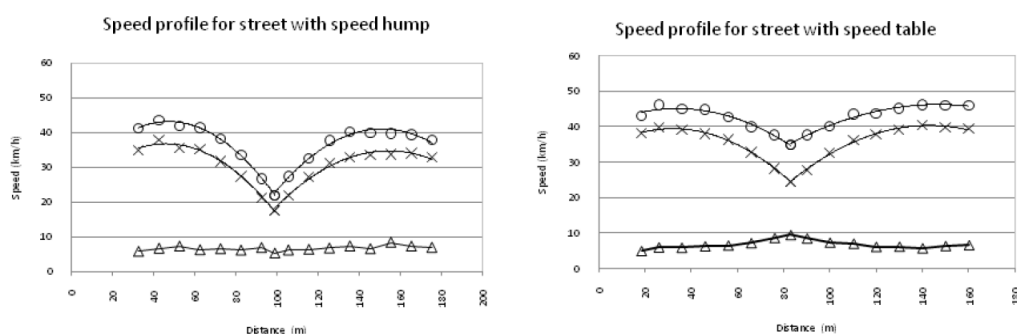 Speed profile for street with speed hump
60
50
40
30
20
10
0
Speed (km/h)
0 20 40 60 80 100 120 140 160 180 200
Distance (m)
Speed profile for street with speed table
60
50
40
30
20
10
0
Speed (km/h)
0 20 40 60 80 100 120 140 160 180
Distance (m)